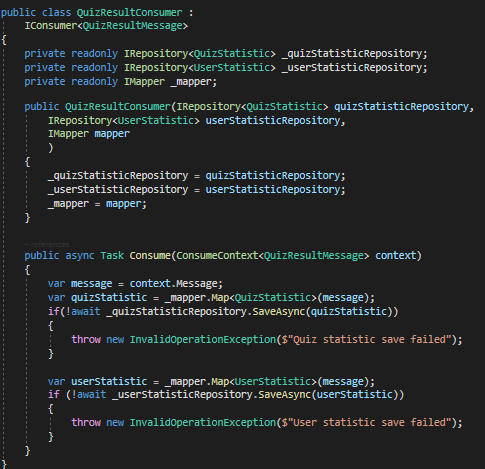 public class QuizResultConsumer :
    IConsumer<QuizResultMessage>
{
    private readonly IRepository<QuizStatistic> _quizStatisticRepository;
    private readonly IRepository<UserStatistic> _userStatisticRepository;
    private readonly IMapper _mapper;
    public QuizResultConsumer(IRepository<QuizStatistic> quizStatisticRepository,
        IRepository<UserStatistic> userStatisticRepository,
        IMapper mapper
        )
    {
        _quizStatisticRepository = quizStatisticRepository;
        _userStatisticRepository = userStatisticRepository;
        _mapper = mapper;
    }
    references
    public async Task Consume(ConsumeContext<QuizResultMessage> context)
    {
        var message = context.Message;
        var quizStatistic = _mapper.Map<QuizStatistic>(message);
        if(!await _quizStatisticRepository.SaveAsync(quizStatistic))
        {
            throw new InvalidOperationException($"Quiz statistic save failed");
        }
        var userStatistic = _mapper.Map<UserStatistic>(message);
        if (!await _userStatisticRepository.SaveAsync(userStatistic))
        {
            throw new InvalidOperationException($"User statistic save failed");
        }
    }
}